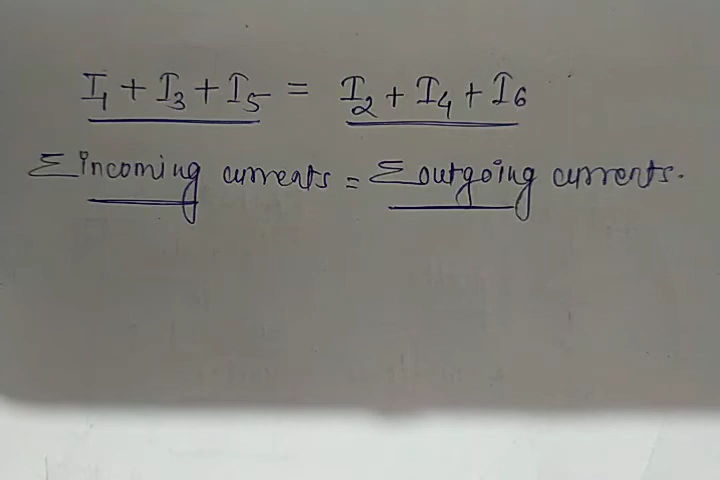 I₁ + I₃ + I₅ = I₂ + I₄ + I₆
Σ incoming currents = Σ outgoing currents.